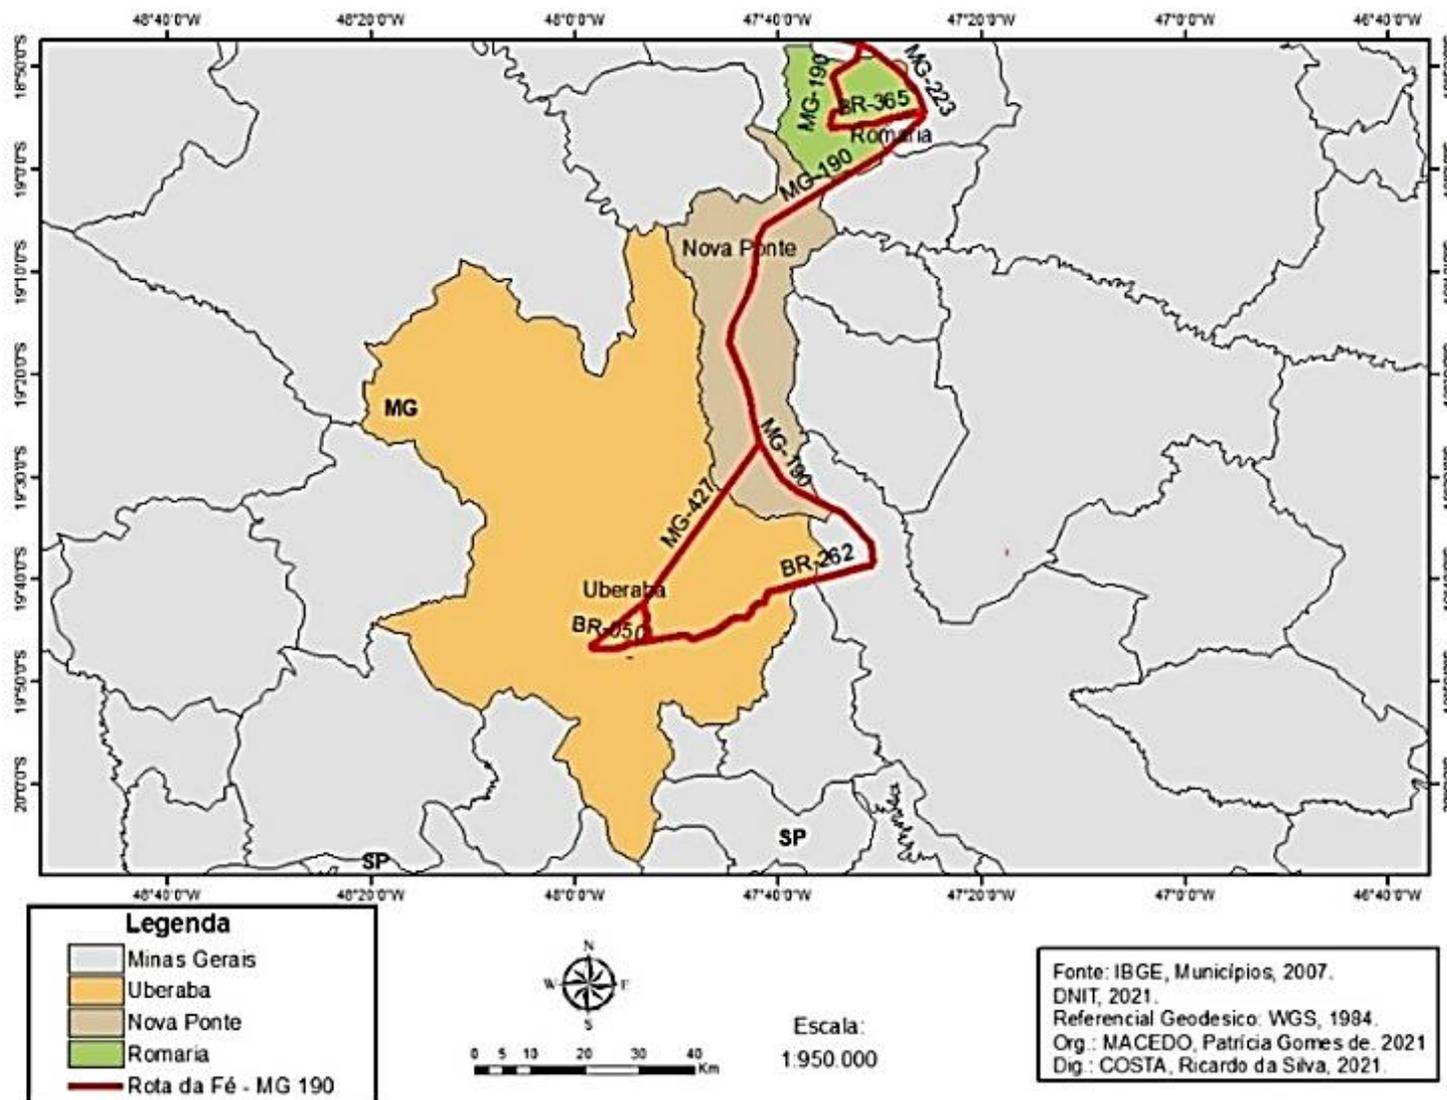 48°40'0"W 48°20'0"W 48°0'0"W 47°40'0"W 47°20'0"W 47°0'0"W 46°40'0"W
18°50'0"S
19°0'0"S
19°10'0"S
19°20'0"S
19°30'0"S
19°40'0"S
19°50'0"S
20°0'0"S
MG-190
MG-223
BR-365
Romaria
MG-190
Nova Ponte
MG
MG-190
MG-427
BR-262
Uberaba
BR-050
SP
SP
48°40'0"W 48°20'0"W 48°0'0"W 47°40'0"W 47°20'0"W 47°0'0"W 46°40'0"W
Legenda
Minas Gerais
Uberaba
Nova Ponte
Romaria
Rota da Fé - MG 190
N
W
S
0 5 10 20 30 40
Km
Escala:
1:950.000
Fonte: IBGE, Municípios, 2007.
DNIT, 2021.
Referencial Geodesico: WGS, 1984.
Org.: MACEDO, Patrícia Gomes de. 2021
Dig.: COSTA, Ricardo da Silva, 2021.